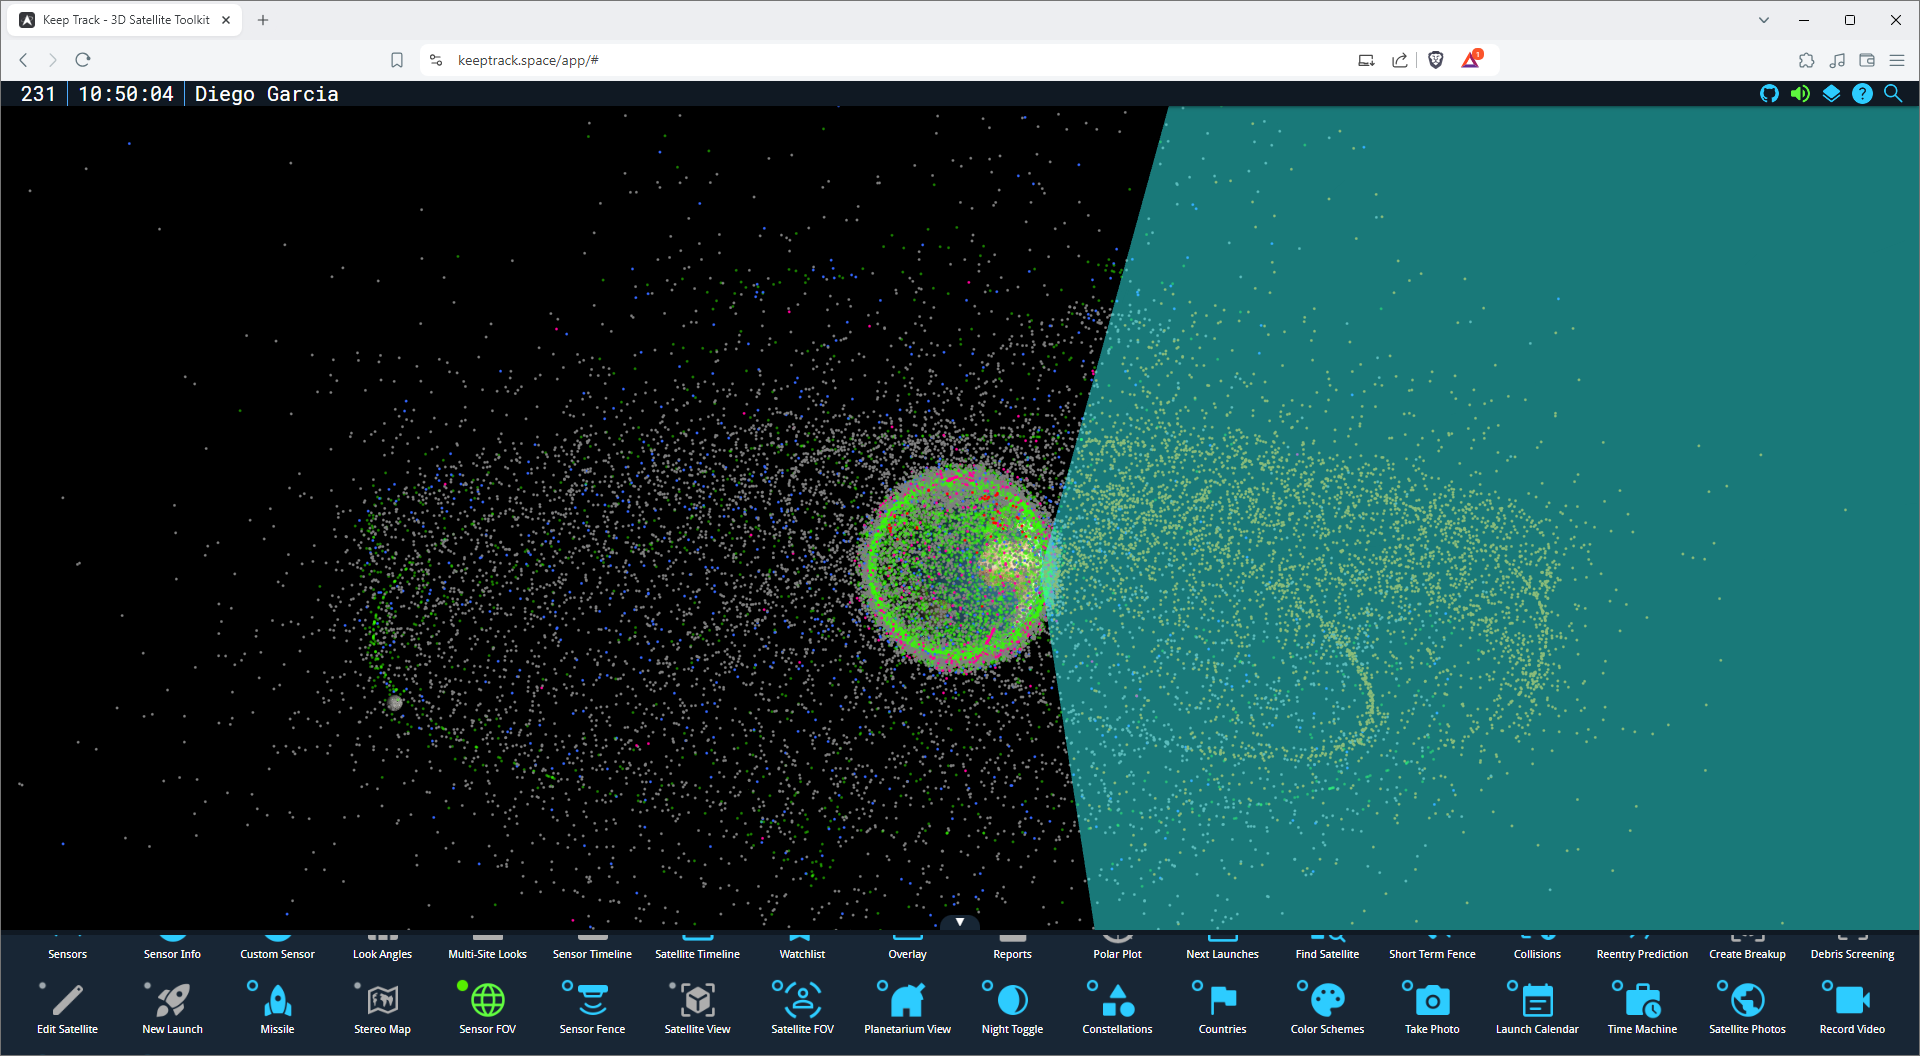 Keep Track - 3D Satellite Toolkit
keeptrack.space/app/#
1
231 10:50:04 Diego Garcia
Sensors Sensor Info Custom Sensor Look Angles Multi-Site Looks Sensor Timeline Satellite Timeline Watchlist Overlay Reports Polar Plot Next Launches Find Satellite Short Term Fence Collisions Reentry Prediction Create Breakup Debris Screening
Edit Satellite New Launch Missile Stereo Map Sensor FOV Sensor Fence Satellite View Satellite FOV Planetarium View Night Toggle Constellations Countries Color Schemes Take Photo Launch Calendar Time Machine Satellite Photos Record Video